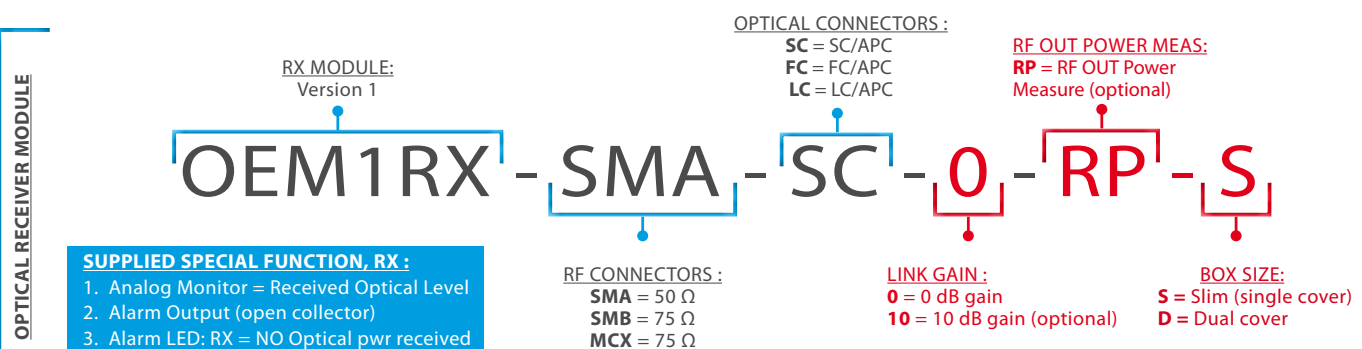 OPTICAL RECEIVER MODULE
RX MODULE:
Version 1
OPTICAL CONNECTORS :
SC = SC/APC
FC = FC/APC
LC = LC/APC
RF OUT POWER MEAS:
RP = RF OUT Power
Measure (optional)
OEM1RX - SMA - SC - 0 - RP - S
SUPPLIED SPECIAL FUNCTION, RX :
1. Analog Monitor = Received Optical Level
2. Alarm Output (open collector)
3. Alarm LED: RX = NO Optical pwr received
RF CONNECTORS :
SMA = 50 Ω
SMB = 75 Ω
MCX = 75 Ω
LINK GAIN :
0 = 0 dB gain
10 = 10 dB gain (optional)
BOX SIZE:
S = Slim (single cover)
D = Dual cover